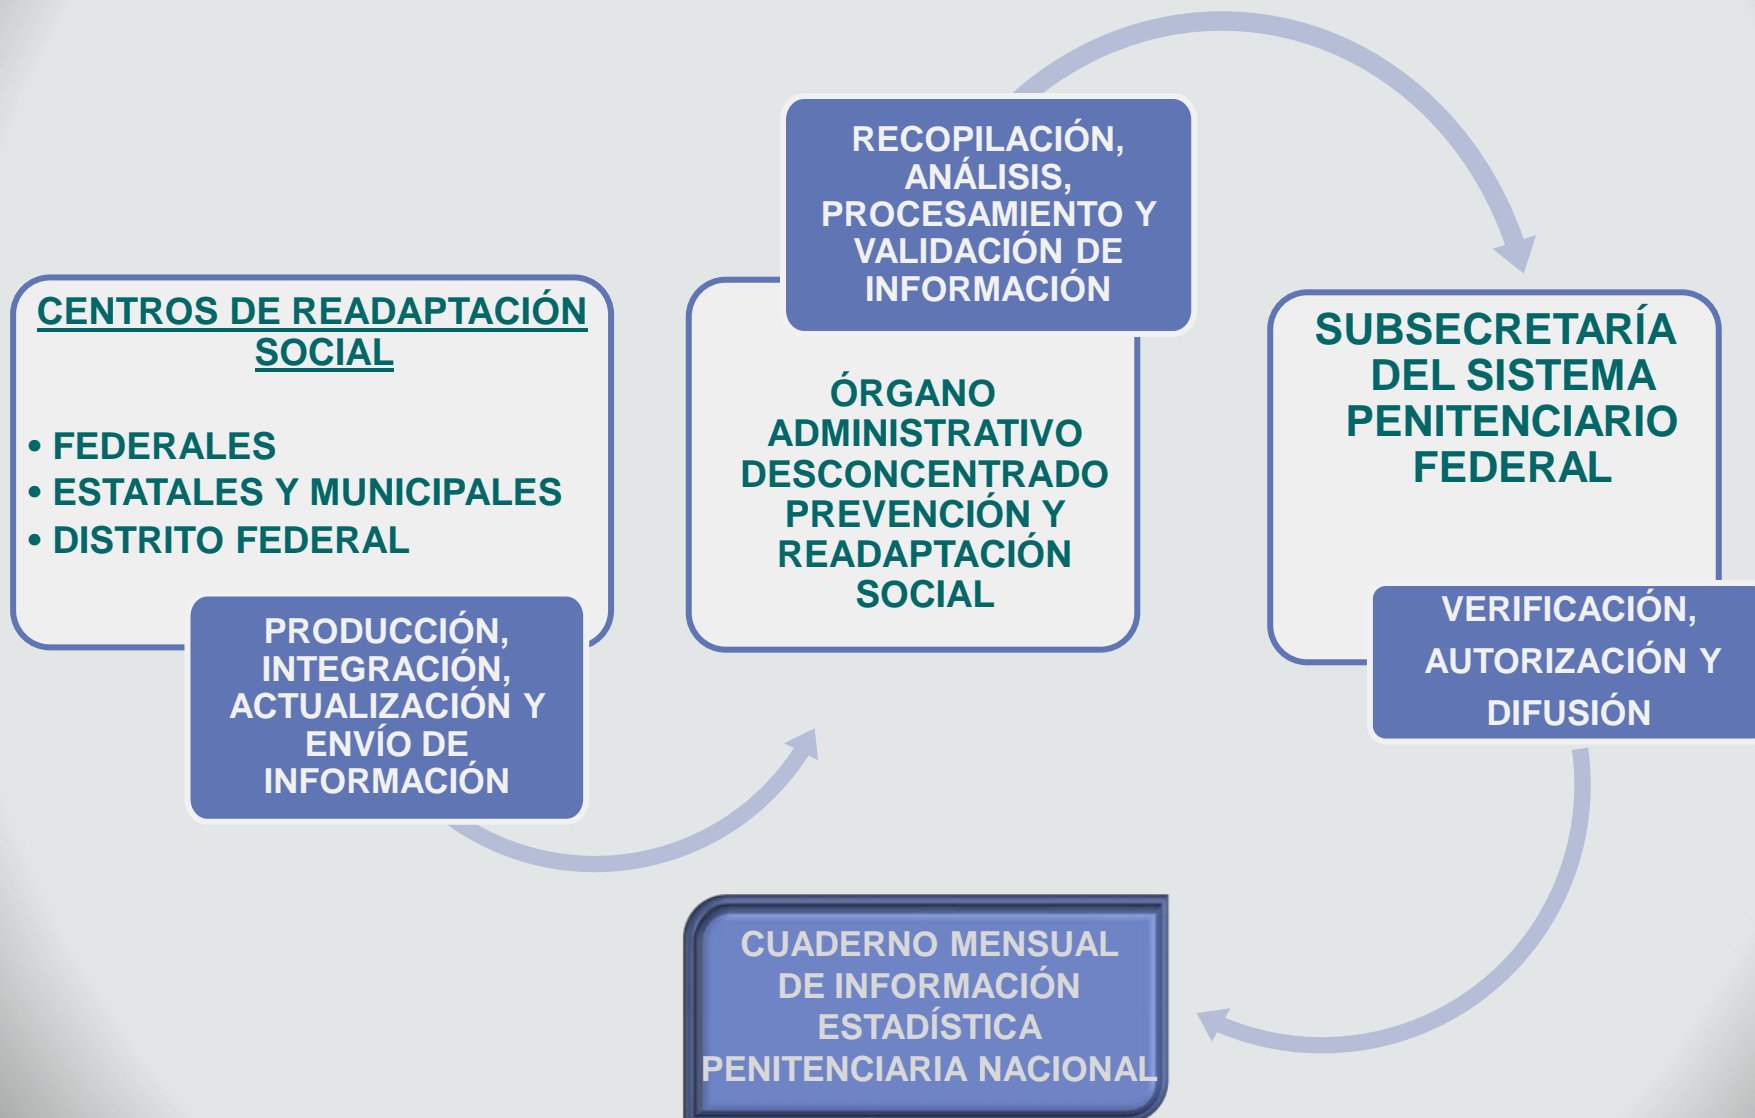 CENTROS DE READAPTACIÓN
SOCIAL
• FEDERALES
• ESTATALES Y MUNICIPALES
• DISTRITO FEDERAL
PRODUCCIÓN,
INTEGRACIÓN,
ACTUALIZACIÓN Y
ENVÍO DE
INFORMACIÓN
RECOPILACIÓN,
ANÁLISIS,
PROCESAMIENTO Y
VALIDACIÓN DE
INFORMACIÓN
ÓRGANO
ADMINISTRATIVO
DESCONCENTRADO
PREVENCIÓN Y
READAPTACIÓN
SOCIAL
SUBSECRETARÍA
DEL SISTEMA
PENITENCIARIO
FEDERAL
VERIFICACIÓN,
AUTORIZACIÓN Y
DIFUSIÓN
CUADERNO MENSUAL
DE INFORMACIÓN
ESTADÍSTICA
PENITENCIARIA NACIONAL